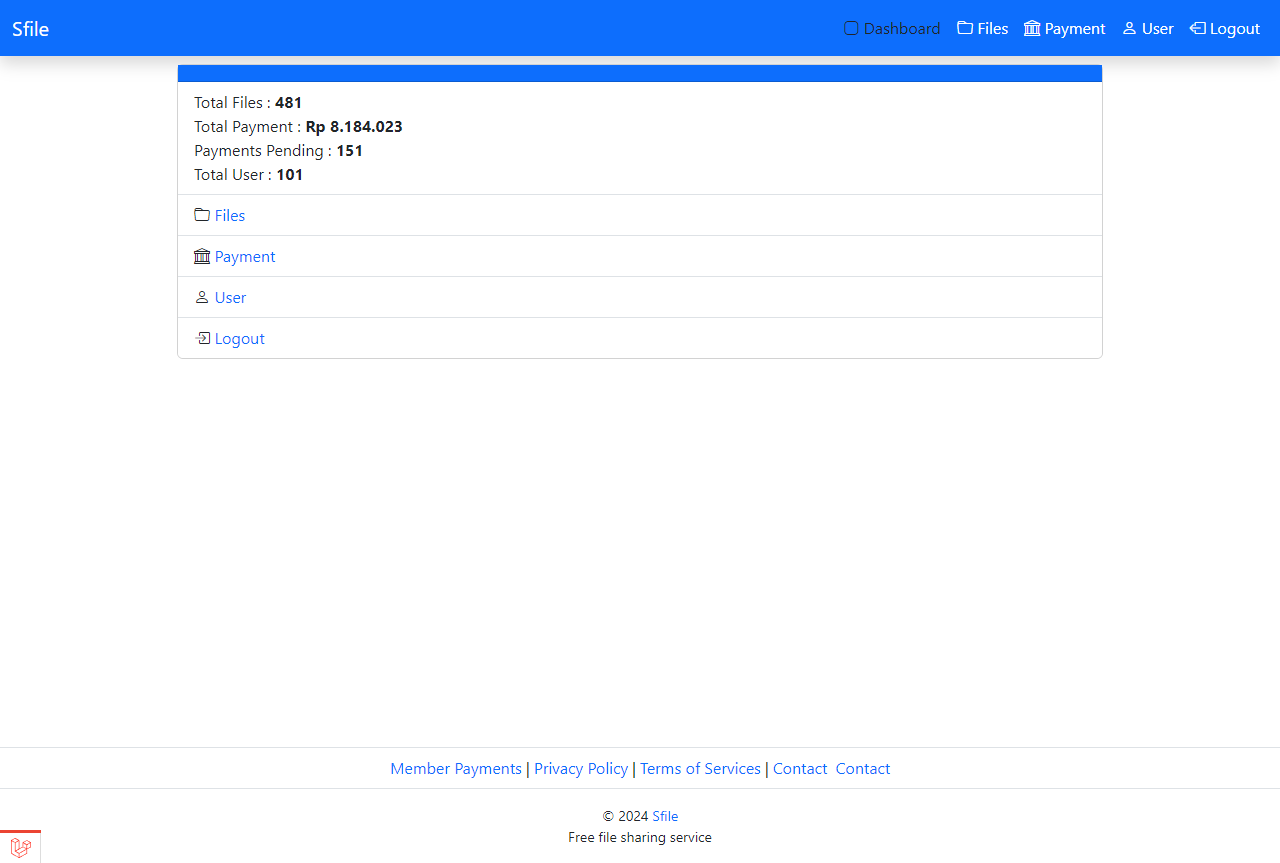 Sfile
Dashboard Files Payment User Logout
Total Files : 481
Total Payment : Rp 8.184.023
Payments Pending : 151
Total User : 101
Files
Payment
User
Logout
Member Payments | Privacy Policy | Terms of Services | Contact Contact
© 2024 Sfile
Free file sharing service